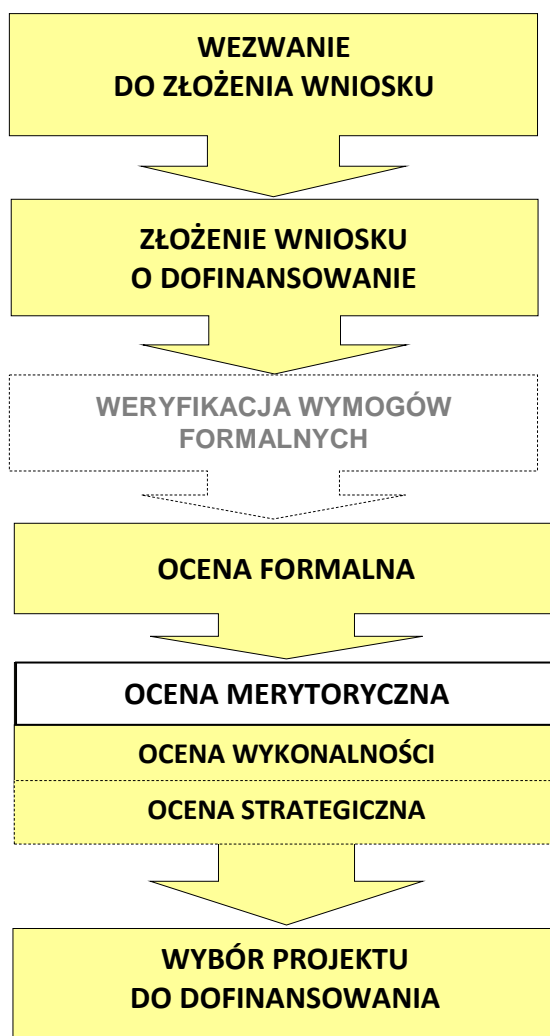 WEZWANIE
DO ZŁOŻENIA WNIOSKU
ZŁOŻENIE WNIOSKU
O DOFINANSOWANIE
WERYFIKACJA WYMOGÓW
FORMALNYCH
OCENA FORMALNA
OCENA MERYTORYCZNA
OCENA WYKONALNOŚCI
OCENA STRATEGICZNA
WYBÓR PROJEKTU
DO DOFINANSOWANIA